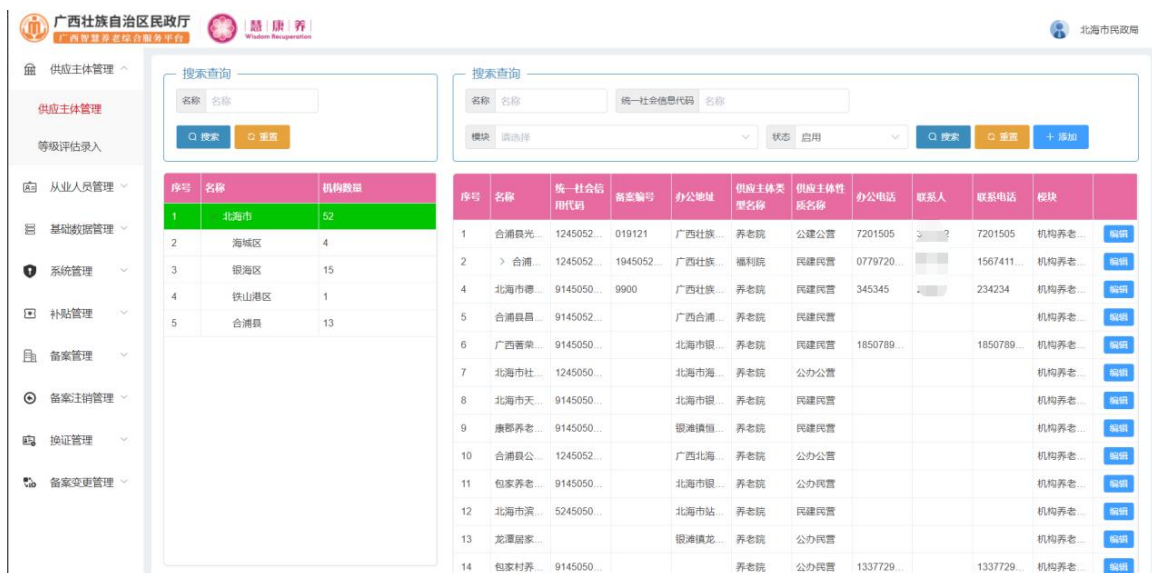 广西壮族自治区民政厅
广西智慧养老综合服务平台
慧康养
Wisdom Recuperation
北海市民政局
供应主体管理
供应主体管理
等级评估录入
从业人员管理
基础数据管理
系统管理
补贴管理
备案管理
备案注销管理
换证管理
备案变更管理
搜索查询
名称 名称
搜索 重置
序号 名称 机构数量
1 北海市 52
2 海城区 4
3 银海区 15
4 铁山港区 1
5 合浦县 13
搜索查询
名称 名称 统一社会信息代码 名称
模块 请选择 状态 启用 搜索 重置 + 添加
序号 名称 统一社会信用代码 备案编号 办公地址 供应主体类型名称 供应主体性质名称 办公电话 联系人 联系电话 模块
1 合浦县光... 1245052... 019121 广西壮族... 养老院 公建公营 7201505 7201505 机构养老... 编辑
2 > 合浦... 1245052... 1945052... 广西壮族... 福利院 民建民营 0779720... 1567411... 机构养老... 编辑
4 北海市德... 9145050... 9900 广西壮族... 养老院 民建民营 345345 234234 机构养老... 编辑
5 合浦县昌... 9145052... 广西合浦... 养老院 民建民营 机构养老... 编辑
6 广西著荣... 9145050... 北海市银... 养老院 民建民营 1850789... 1850789... 机构养老... 编辑
7 北海市社... 1245050... 北海市海... 养老院 公办公营 机构养老... 编辑
8 北海市天... 9145050... 北海市银... 养老院 民建民营 机构养老... 编辑
9 康郡养老... 9145050... 银滩镇恒... 养老院 民建民营 机构养老... 编辑
10 合浦县公... 1245052... 广西北海... 养老院 公办公营 机构养老... 编辑
11 包家养老... 9145050... 北海市银... 养老院 公办民营 机构养老... 编辑
12 北海市滨... 5245050... 北海市站... 养老院 民建民营 机构养老... 编辑
13 龙潭居家... 银滩镇龙... 养老院 公办民营 机构养老... 编辑
14 包家村养... 9145050... 养老院 公办民营 1337729... 1337729... 机构养老... 编辑